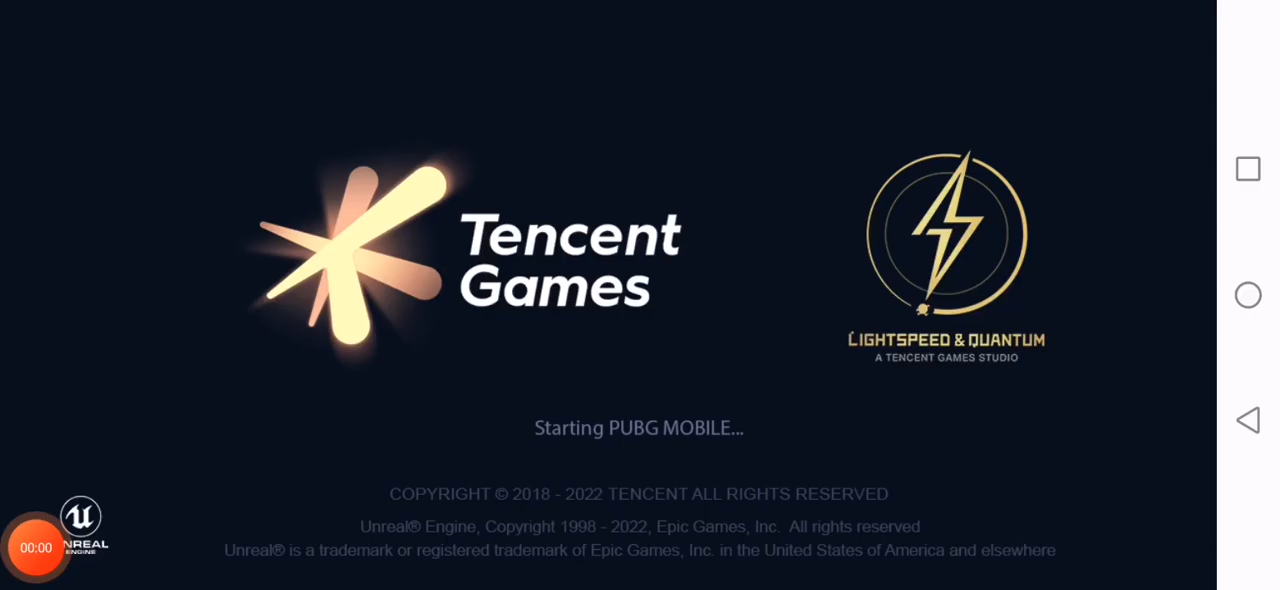 Tencent
Games
LIGHTSPEED & QUANTUM
A TENCENT GAMES STUDIO
Starting PUBG MOBILE...
COPYRIGHT © 2018 - 2022 TENCENT ALL RIGHTS RESERVED
Unreal® Engine, Copyright 1998 - 2022, Epic Games, Inc. All rights reserved
Unreal® is a trademark or registered trademark of Epic Games, Inc. in the United States of America and elsewhere
NREAL
ENGINE
00:00